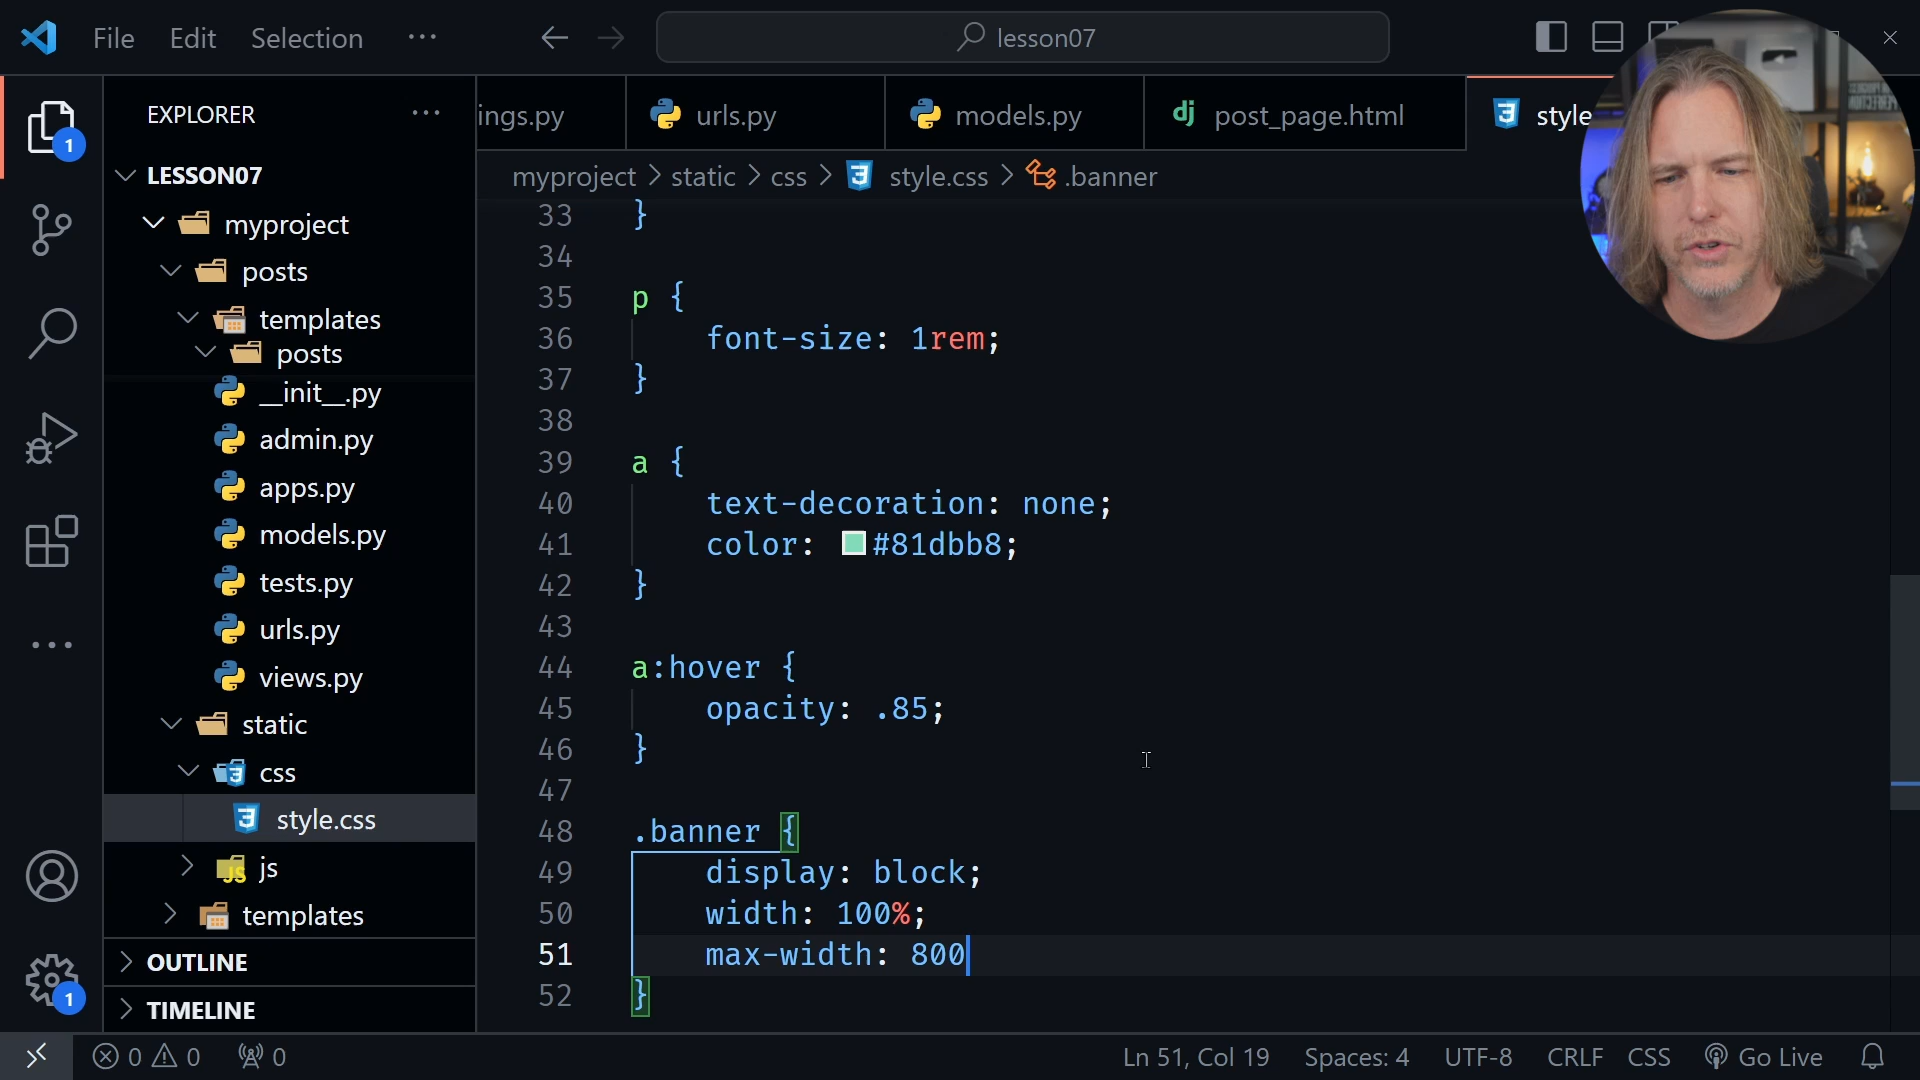 File Edit Selection ···
lesson07
EXPLORER ···
LESSON07
myproject
posts
templates
posts
__init__.py
admin.py
apps.py
models.py
tests.py
urls.py
views.py
static
css
style.css
js
templates
OUTLINE
TIMELINE
1
1
ings.py
urls.py
models.py
dj post_page.html
style
myproject > static > css > style.css > .banner
33 }
34
35 p {
36 font-size: 1rem;
37 }
38
39 a {
40 text-decoration: none;
41 color: #81dbb8;
42 }
43
44 a:hover {
45 opacity: .85;
46 }
47
48 .banner {
49 display: block;
50 width: 100%;
51 max-width: 800
52 }
0 0 0
Ln 51, Col 19 Spaces: 4 UTF-8 CRLF CSS Go Live